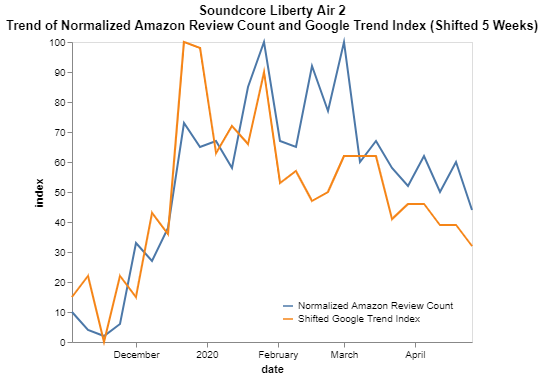 Soundcore Liberty Air 2
Trend of Normalized Amazon Review Count and Google Trend Index (Shifted 5 Weeks)
100
90
80
70
60
50
40
30
20
10
0
index
Normalized Amazon Review Count
Shifted Google Trend Index
December 2020 February March April
date